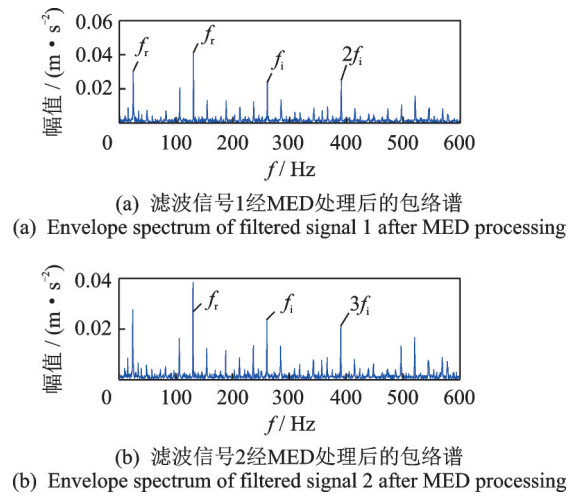 0.06
0.04
0.02
幅值 / (m • s⁻²)
fᵣ
fᵣ
fᵢ
2fᵢ
0 100 200 300 400 500 600
f / Hz
(a) 滤波信号1经MED处理后的包络谱
(a) Envelope spectrum of filtered signal 1 after MED processing
0.04
0.02
幅值 / (m • s⁻²)
fᵣ
fᵢ
3fᵢ
0 100 200 300 400 500 600
f / Hz
(b) 滤波信号2经MED处理后的包络谱
(b) Envelope spectrum of filtered signal 2 after MED processing